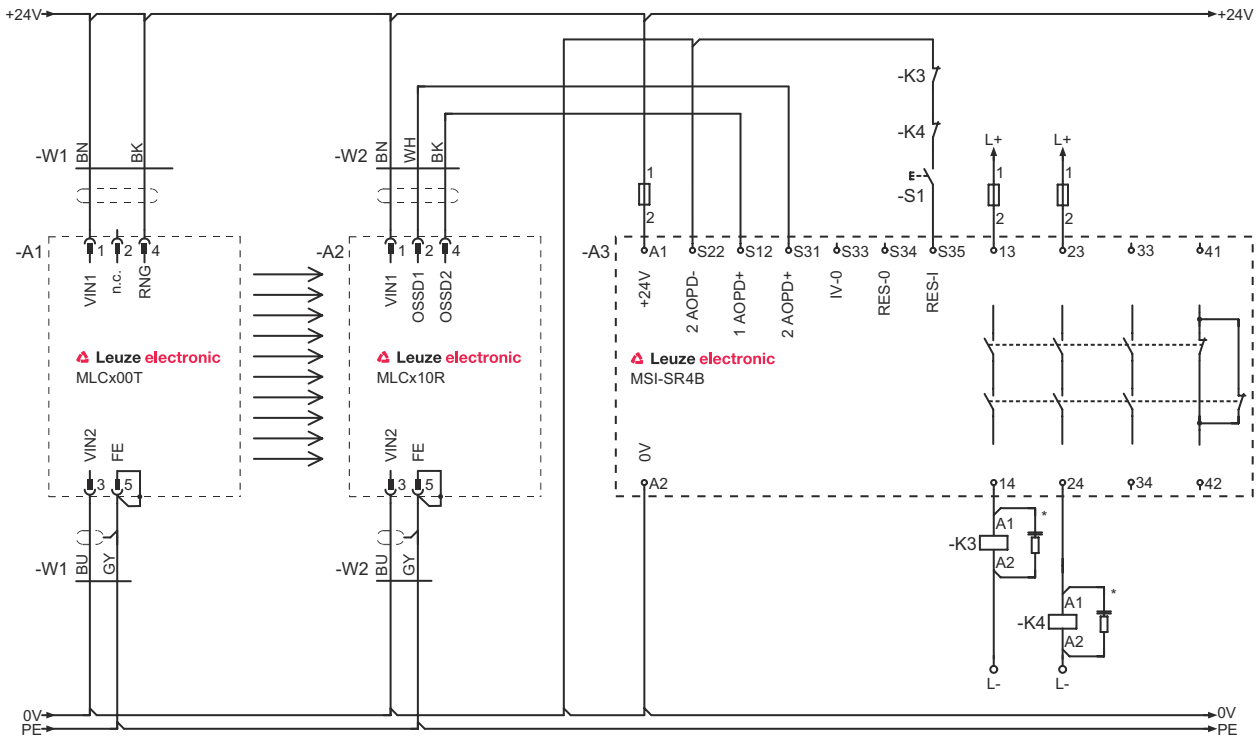 +24V
+24V
-K3
-K4
-S1
L+
L+
-W1
BN
BK
-W2
BN
WH
BK
1
2
1
2
1
2
-A1
1
2
4
VIN1
n.c.
RNG
-A2
1
2
4
VIN1
OSSD1
OSSD2
-A3
A1
S22
S12
S31
S33
S34
S35
13
23
33
41
+24V
2 AOPD-
1 AOPD+
2 AOPD+
IV-0
RES-0
RES-I
Leuze electronic
MLCx00T
Leuze electronic
MLCx10R
Leuze electronic
MSI-SR4B
VIN2
FE
3
5
VIN2
FE
3
5
0V
A2
14
24
34
42
-W1
BU
GY
-W2
BU
GY
-K3
A1
A2
*
-K4
A1
A2
*
L-
L-
0V
0V
PE
PE